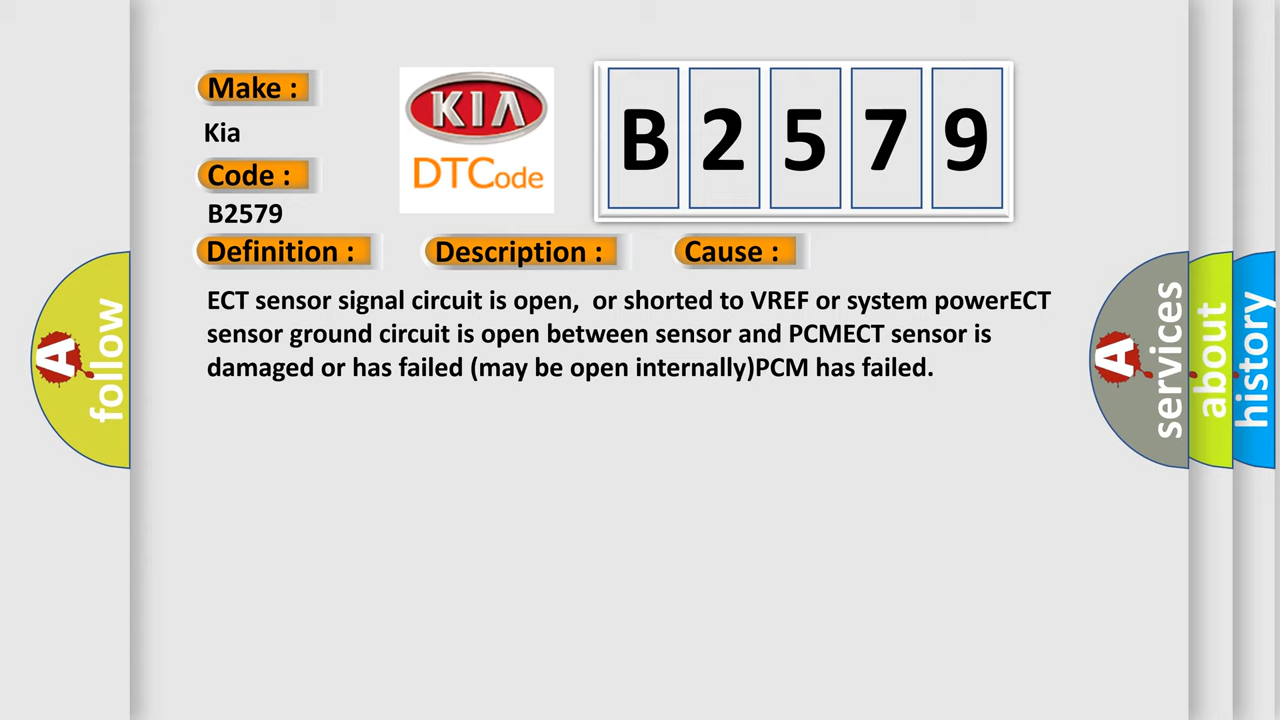 Make :
Kia
Code :
B2579
KIA
DTCode
B 2 5 7 9
Definition : Description : Cause :
ECT sensor signal circuit is open, or shorted to VREF or system powerECT
sensor ground circuit is open between sensor and PCMECT sensor is
damaged or has failed (may be open internallyPCM has failed.
A follow
A services
about
history